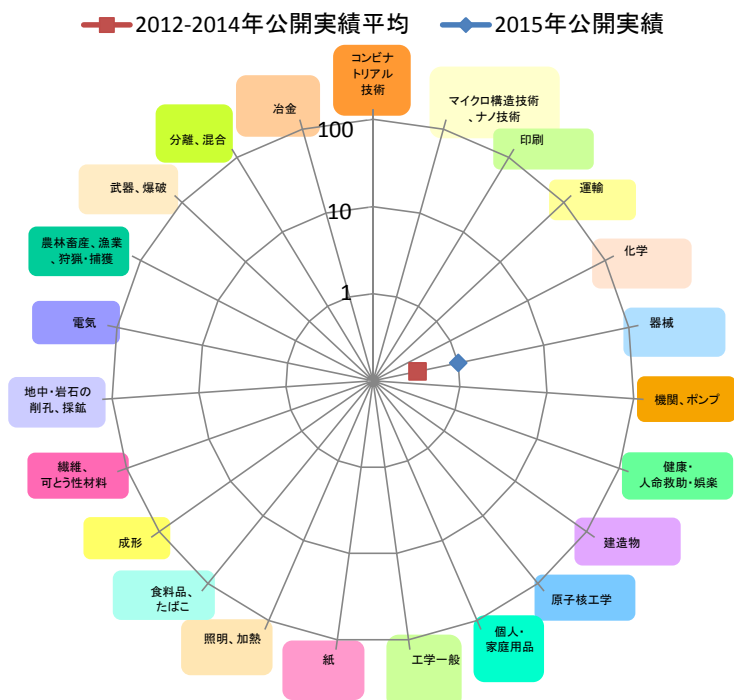 2012-2014年公開実績平均
2015年公開実績
コンビナ
トリアル
技術
マイクロ構造技術
、ナノ技術
印刷
運輸
化学
器械
機関、ポンプ
健康・
人命救助・娯楽
建造物
原子核工学
個人・
家庭用品
工学一般
紙
照明、加熱
食料品、
たばこ
成形
繊維、
可とう性材料
地中・岩石の
削孔、採鉱
電気
農林畜産、漁業
、狩猟・捕獲
武器、爆破
分離、混合
冶金
100
10
1